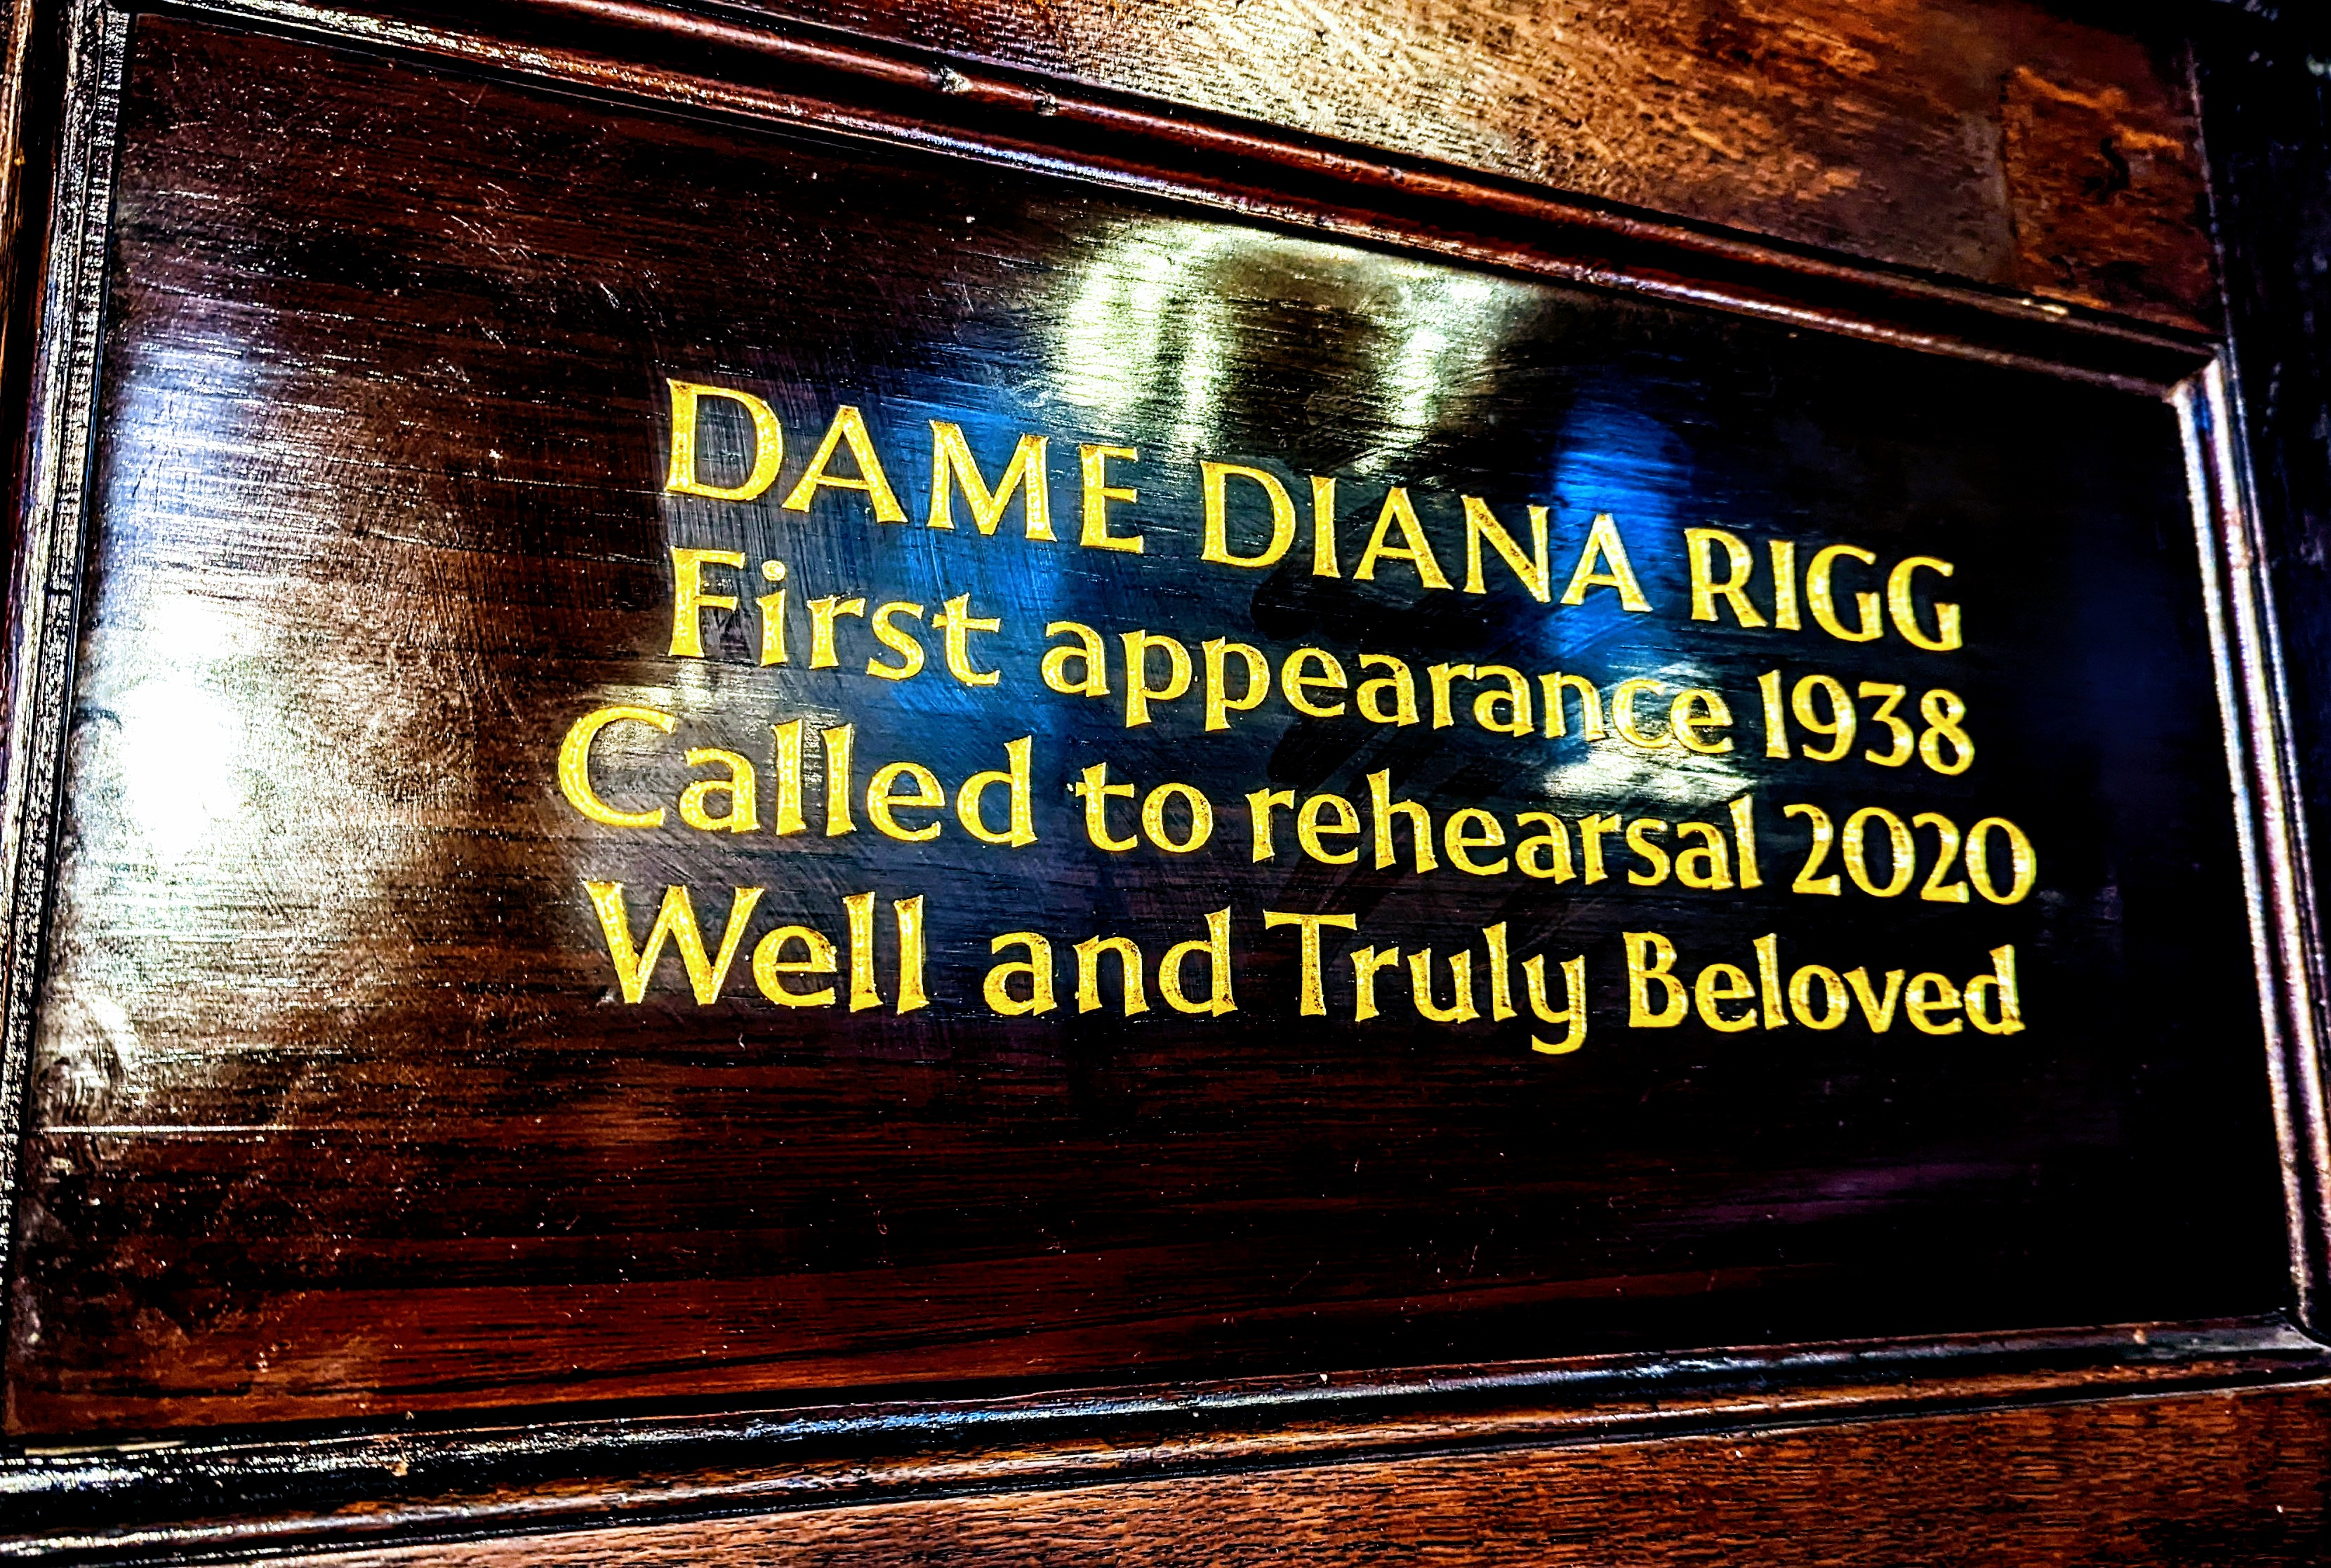 DAME DIANA RIGG
First appearance 1938
Called to rehearsal 2020
Well and Truly Beloved